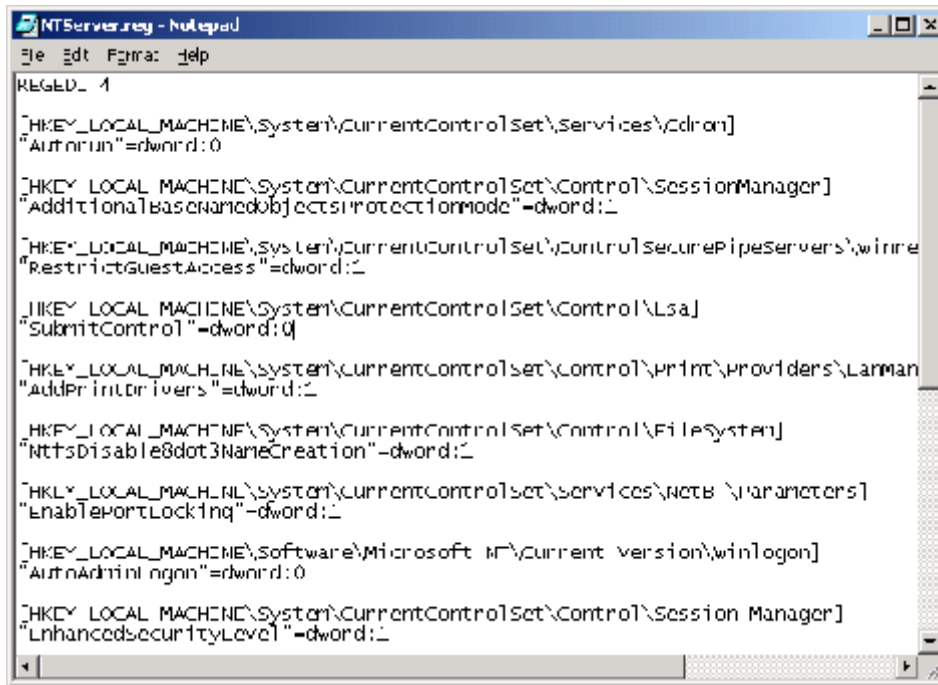 NTServer.reg - Notepad
File Edit Format Help
REGEDIT4
[HKEY_LOCAL_MACHINE\System\CurrentControlSet\Services\Cdrom]
"Autorun"=dword:0
[HKEY_LOCAL_MACHINE\System\CurrentControlSet\Control\SessionManager]
"AdditionalBaseNamedObjectsProtectionMode"=dword:1
[HKEY_LOCAL_MACHINE\System\CurrentControlSet\ControlSecurePipeServers\winre
"RestrictGuestAccess"=dword:1
[HKEY_LOCAL_MACHINE\System\CurrentControlSet\Control\Lsa]
"SubmitControl"=dword:0
[HKEY_LOCAL_MACHINE\System\CurrentControlSet\Control\Print\Providers\LanMan
"AddPrintDrivers"=dword:1
[HKEY_LOCAL_MACHINE\System\CurrentControlSet\Control\FileSystem]
"NtfsDisable8dot3NameCreation"=dword:1
[HKEY_LOCAL_MACHINE\System\CurrentControlSet\Services\NetBT\Parameters]
"EnablePortLocking"=dword:1
[HKEY_LOCAL_MACHINE\Software\Microsoft NT\Current Version\winlogon]
"AutoAdminLogon"=dword:0
[HKEY_LOCAL_MACHINE\System\CurrentControlSet\Control\Session Manager]
"EnhancedSecurityLevel"=dword:1